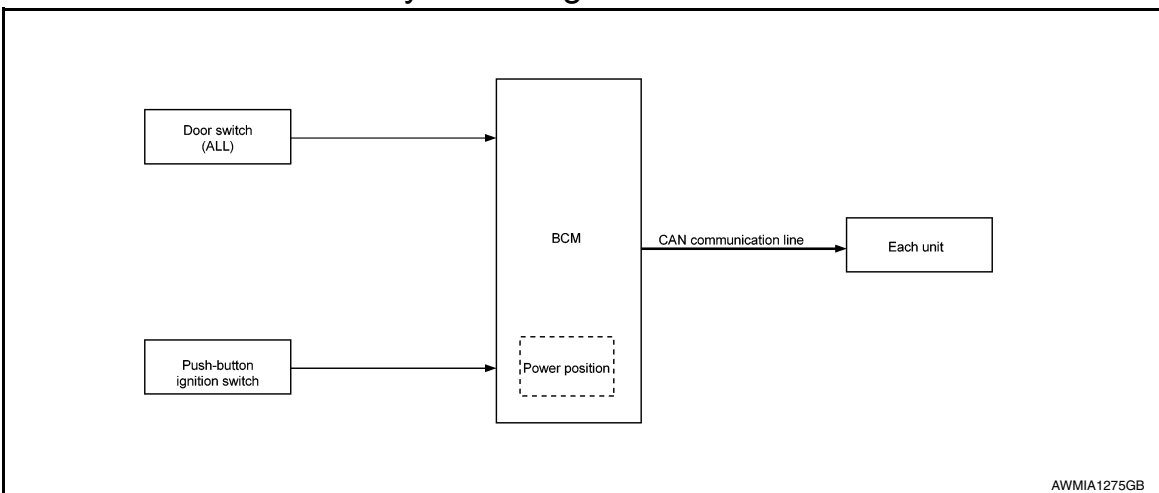 Door switch
(ALL)
BCM
CAN communication line
Each unit
Push-button
ignition switch
Power position
AWMIA1275GB